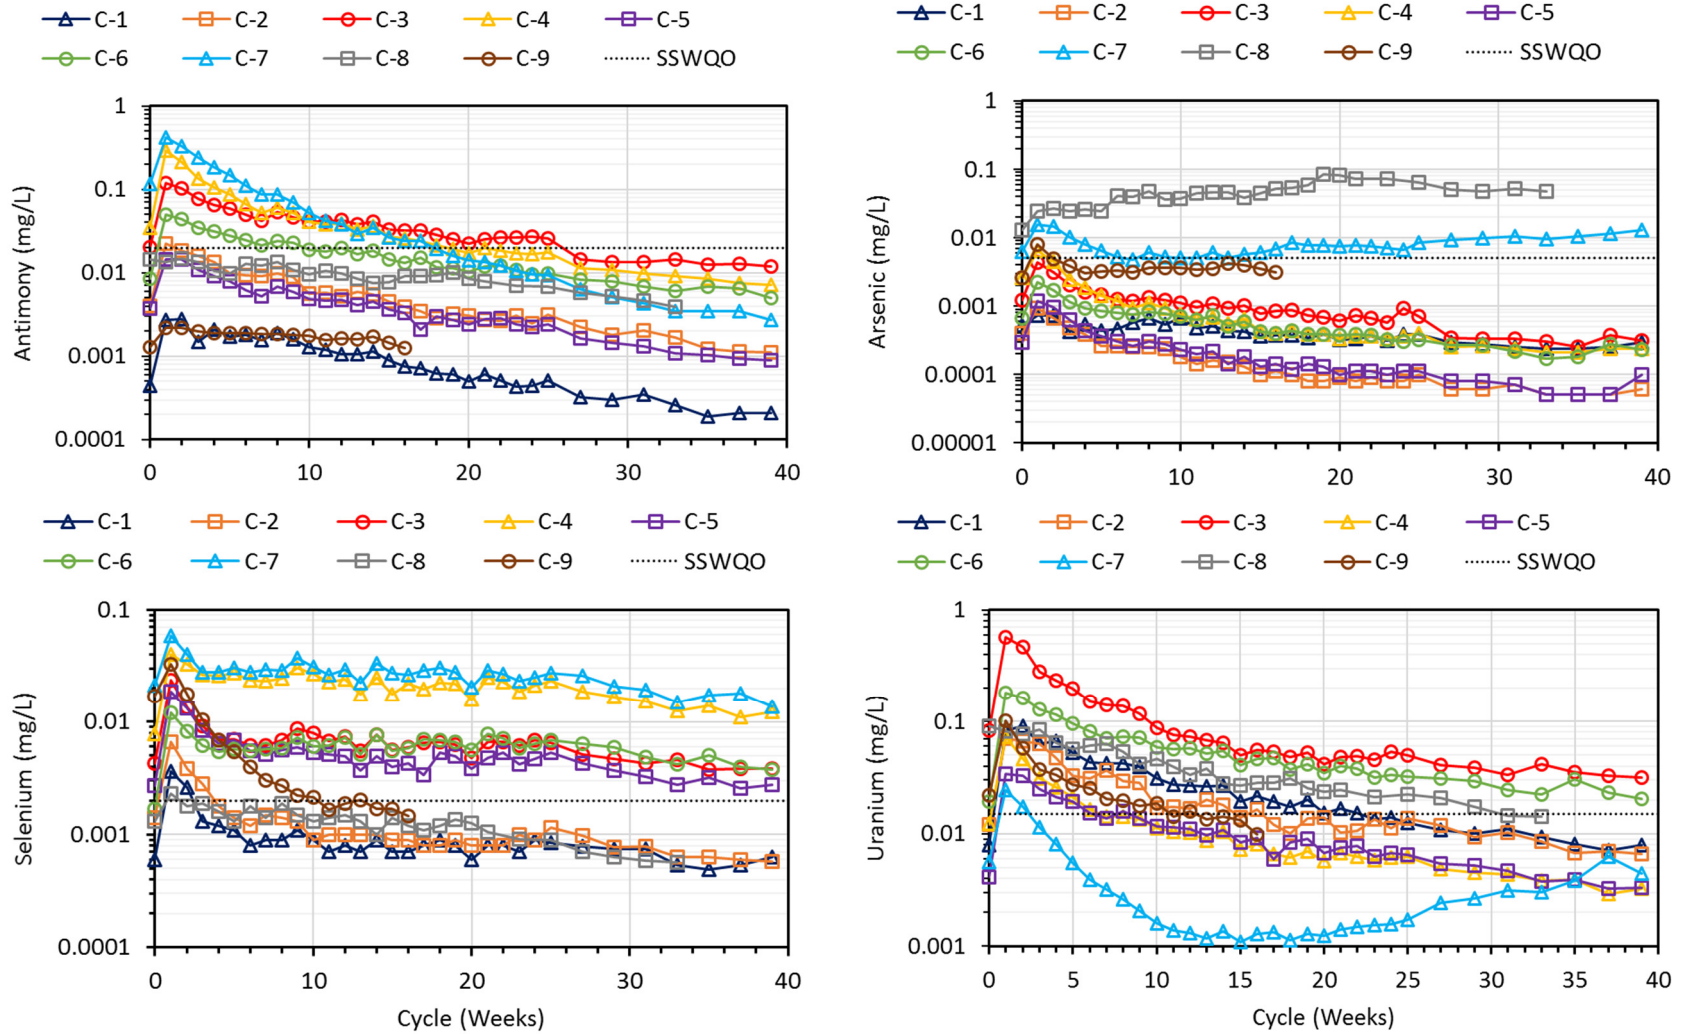 C-1 C-2 C-3 C-4 C-5
C-6 C-7 C-8 C-9 SSWQO
Antimony (mg/L)
1
0.1
0.01
0.001
0.0001
0 10 20 30 40
C-1 C-2 C-3 C-4 C-5
C-6 C-7 C-8 C-9 SSWQO
Arsenic (mg/L)
1
0.1
0.01
0.001
0.0001
0.00001
0 10 20 30 40
C-1 C-2 C-3 C-4 C-5
C-6 C-7 C-8 C-9 SSWQO
Selenium (mg/L)
0.1
0.01
0.001
0.0001
0 10 20 30 40
Cycle (Weeks)
C-1 C-2 C-3 C-4 C-5
C-6 C-7 C-8 C-9 SSWQO
Uranium (mg/L)
1
0.1
0.01
0.001
0 5 10 15 20 25 30 35 40
Cycle (Weeks)